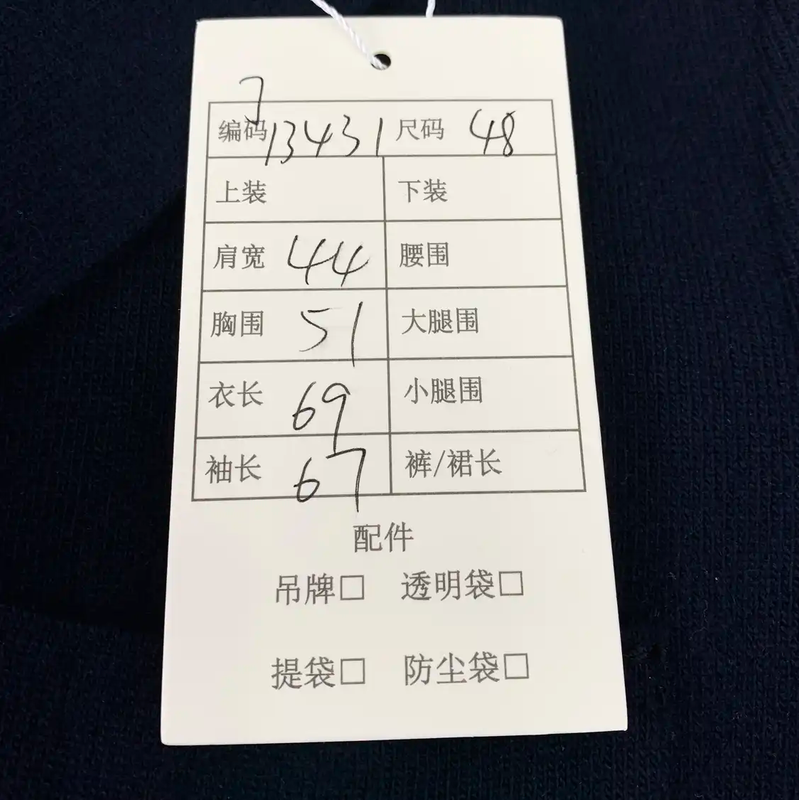 7
编码 13431 尺码 48
上装 下装
肩宽 44 腰围
胸围 51 大腿围
衣长 69 小腿围
袖长 67 裤/裙长
配件
吊牌□ 透明袋□
提袋□ 防尘袋□